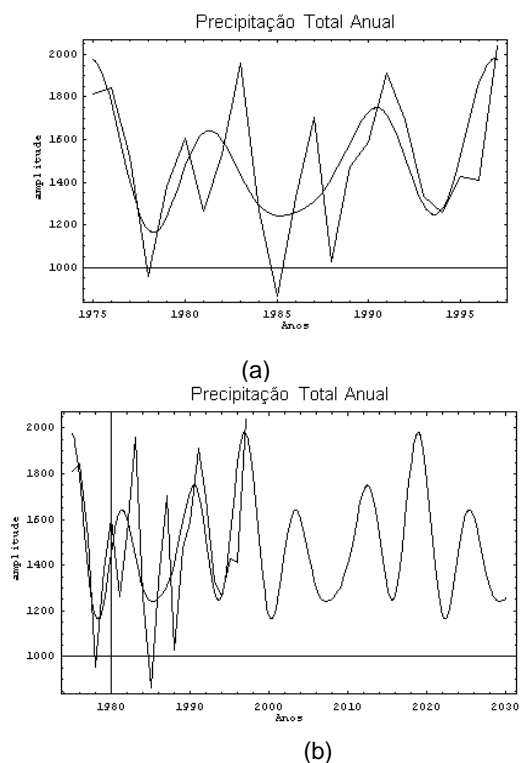 Precipitação Total Anual
2000
1800
1600
amplitude
1400
1200
1000
1975 1980 1985 1990 1995
Anos
(a)
Precipitação Total Anual
2000
1800
1600
amplitude
1400
1200
1000
1980 1990 2000 2010 2020 2030
Anos
(b)